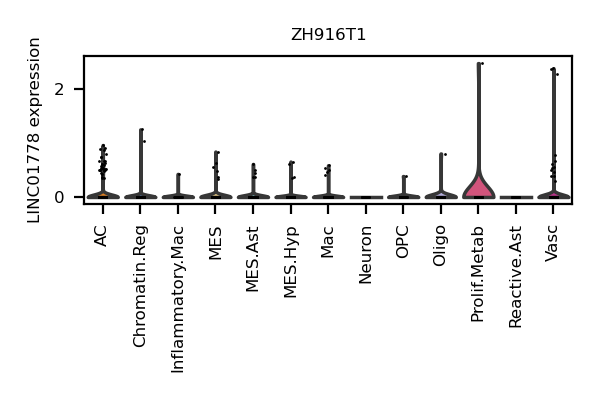 ZH916T1
LINC01778 expression
2
0
AC
Chromatin.Reg
Inflammatory.Mac
MES
MES.Ast
MES.Hyp
Mac
Neuron
OPC
Oligo
Prolif.Metab
Reactive.Ast
Vasc